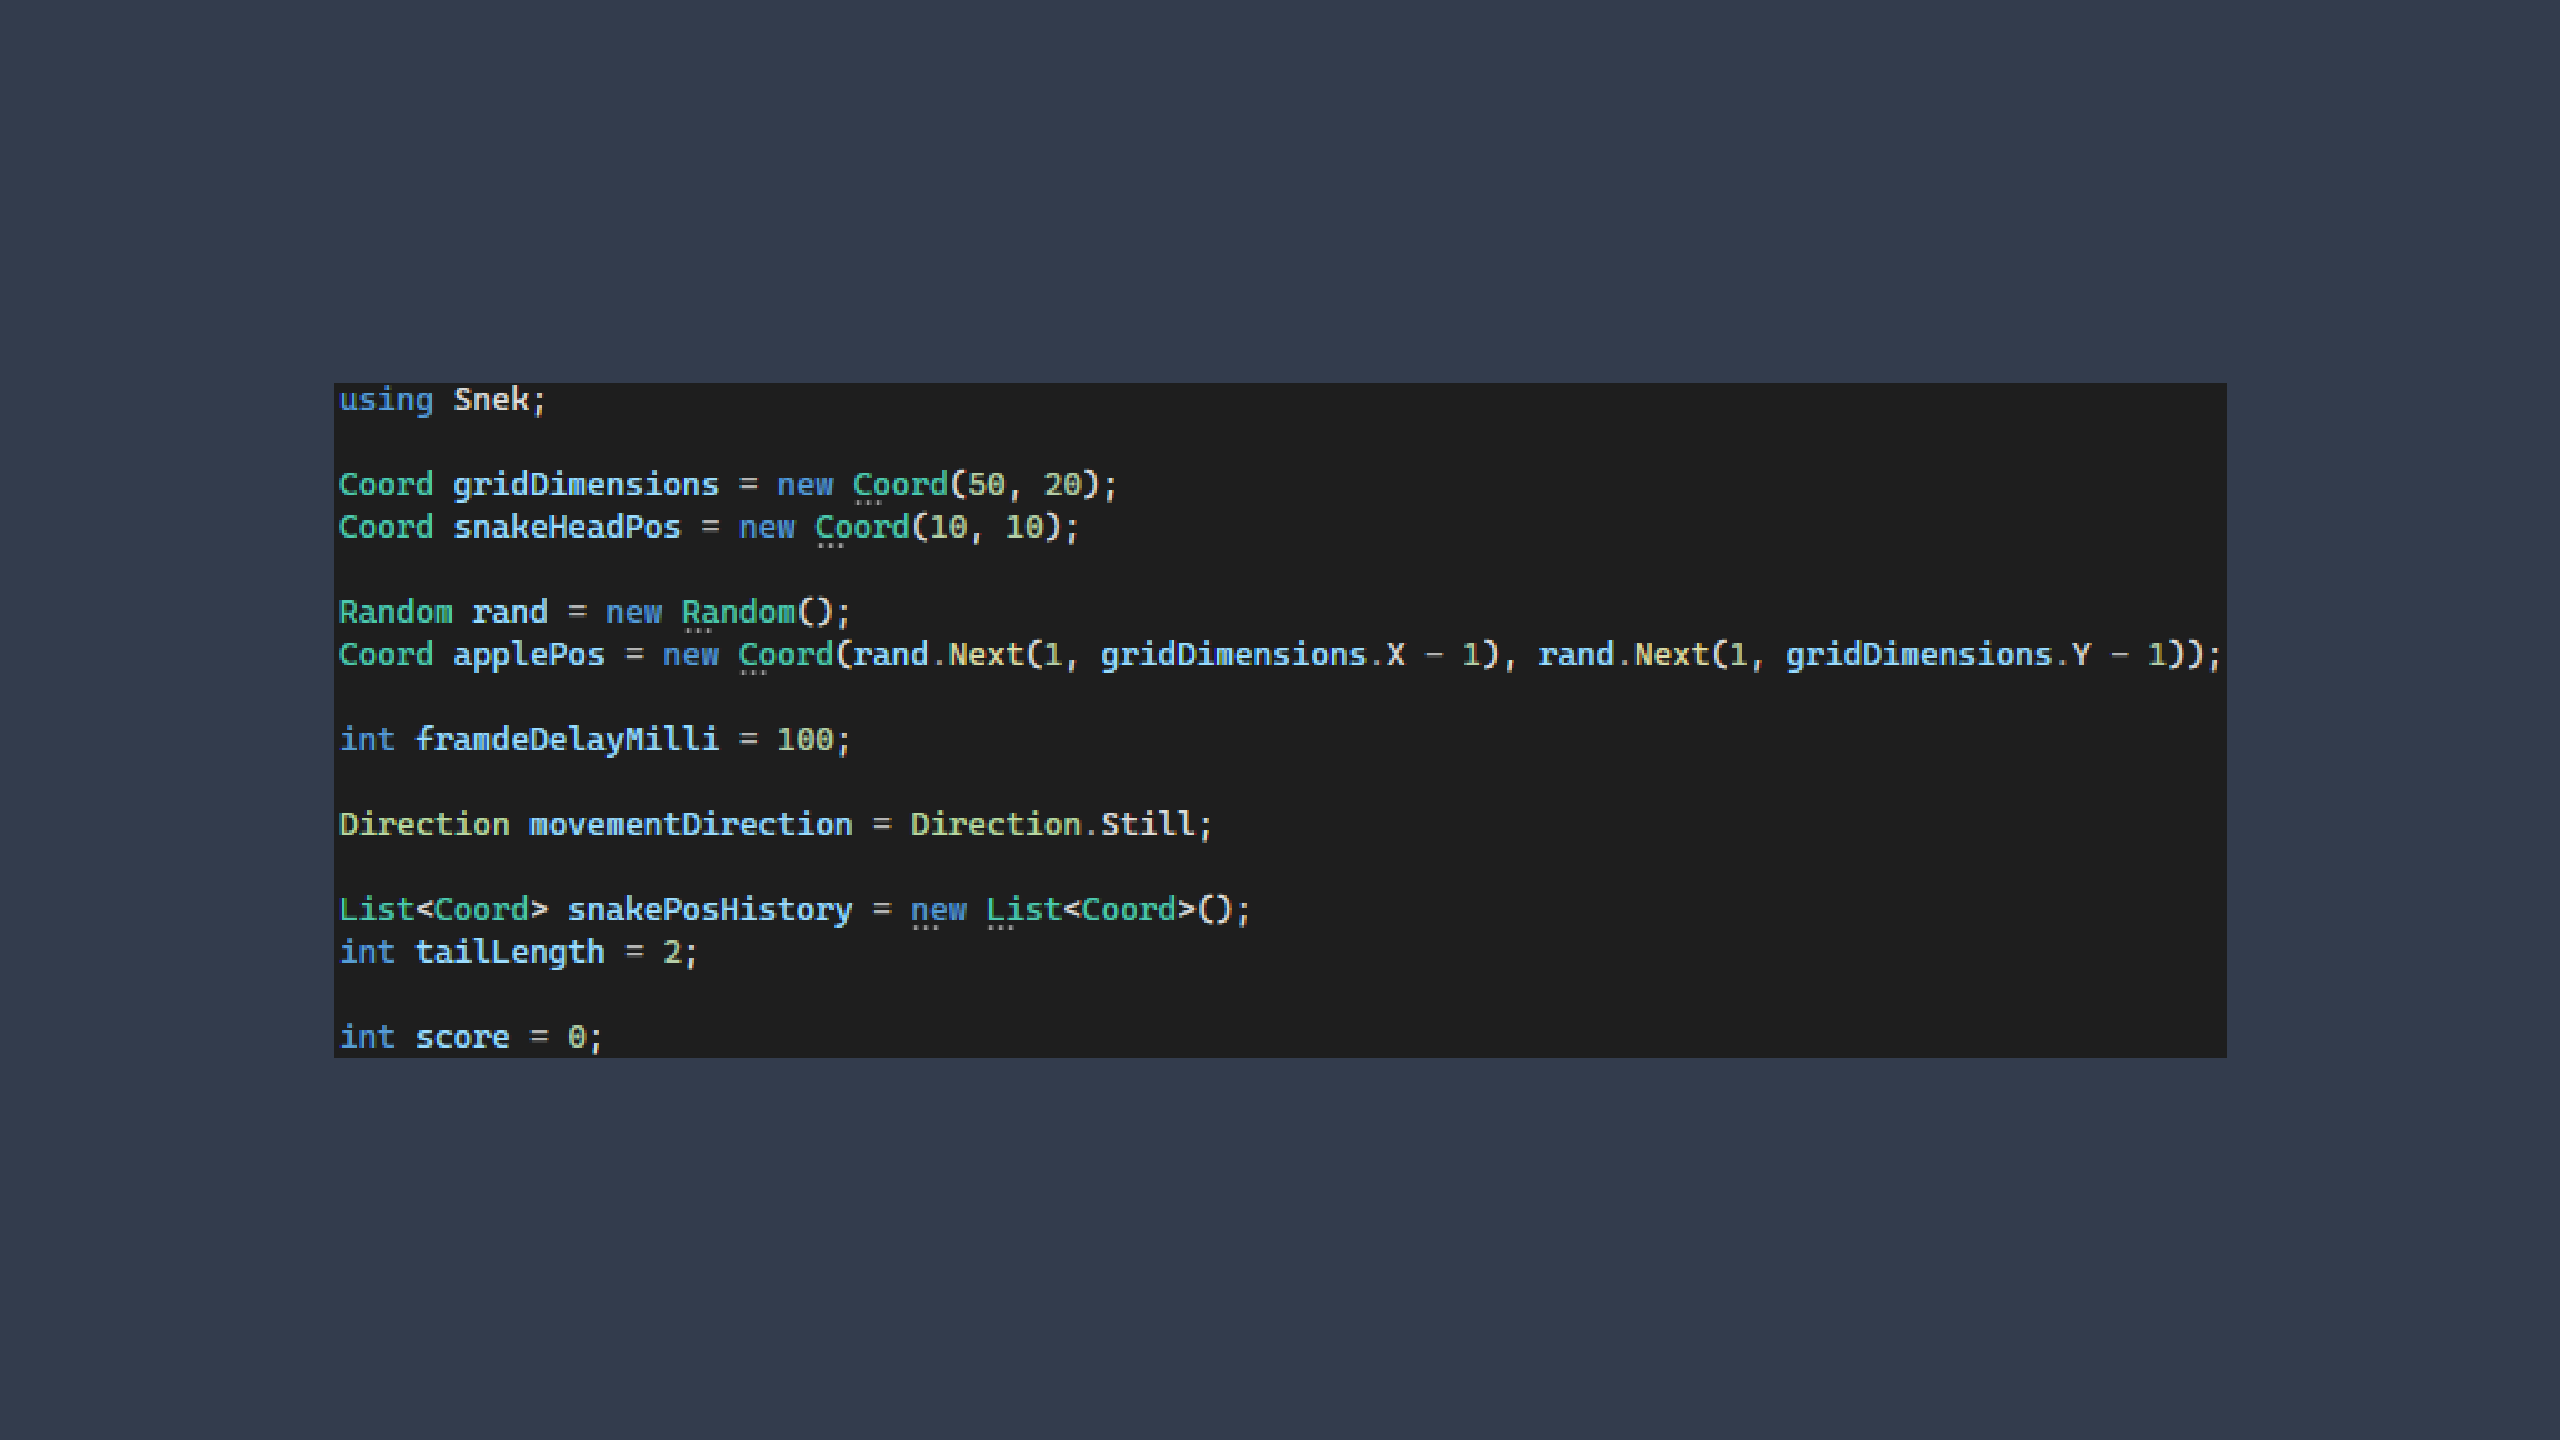 using Snek;
Coord gridDimensions = new Coord(50, 20);
Coord snakeHeadPos = new Coord(10, 10);
Random rand = new Random();
Coord applePos = new Coord(rand.Next(1, gridDimensions.X - 1), rand.Next(1, gridDimensions.Y - 1));
int framdeDelayMilli = 100;
Direction movementDirection = Direction.Still;
List<Coord> snakePosHistory = new List<Coord>();
int tailLength = 2;
int score = 0;